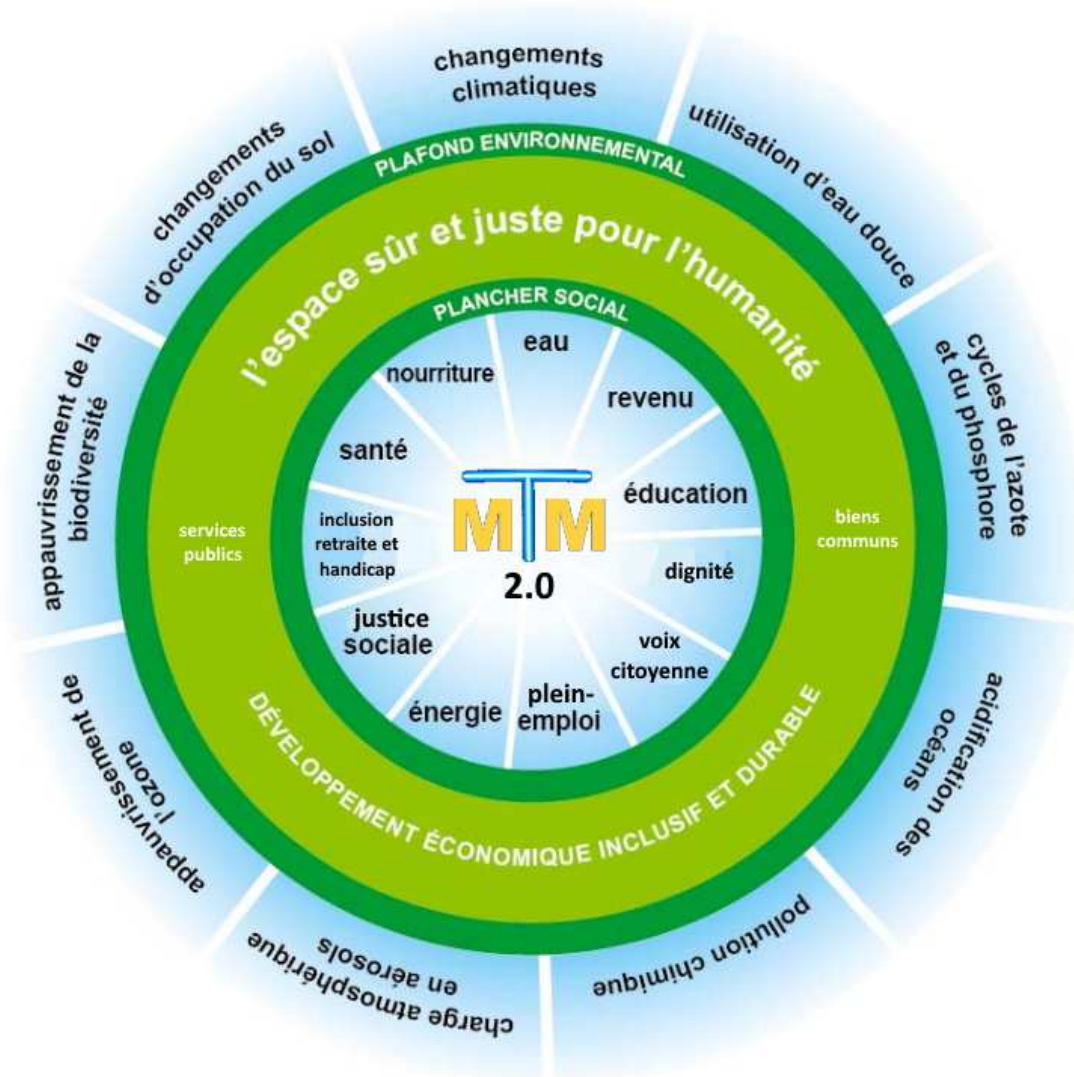 changements
climatiques
utilisation d'eau douce
cycles de l'azote
et du phosphore
acidification des
océans
pollution chimique
charge atmosphérique
en aérosols
appauvrissement de
l'ozone
appauvrissement de la
biodiversité
changements
d'occupation du sol
PLAFOND ENVIRONNEMENTAL
l'espace sûr et juste pour l'humanité
PLANCHER SOCIAL
eau
revenu
éducation
dignité
voix
citoyenne
plein-
emploi
énergie
justice
sociale
inclusion
retraite et
handicap
santé
nourriture
MTM
2.0
services
publics
biens
communs
DÉVELOPPEMENT ÉCONOMIQUE INCLUSIF ET DURABLE